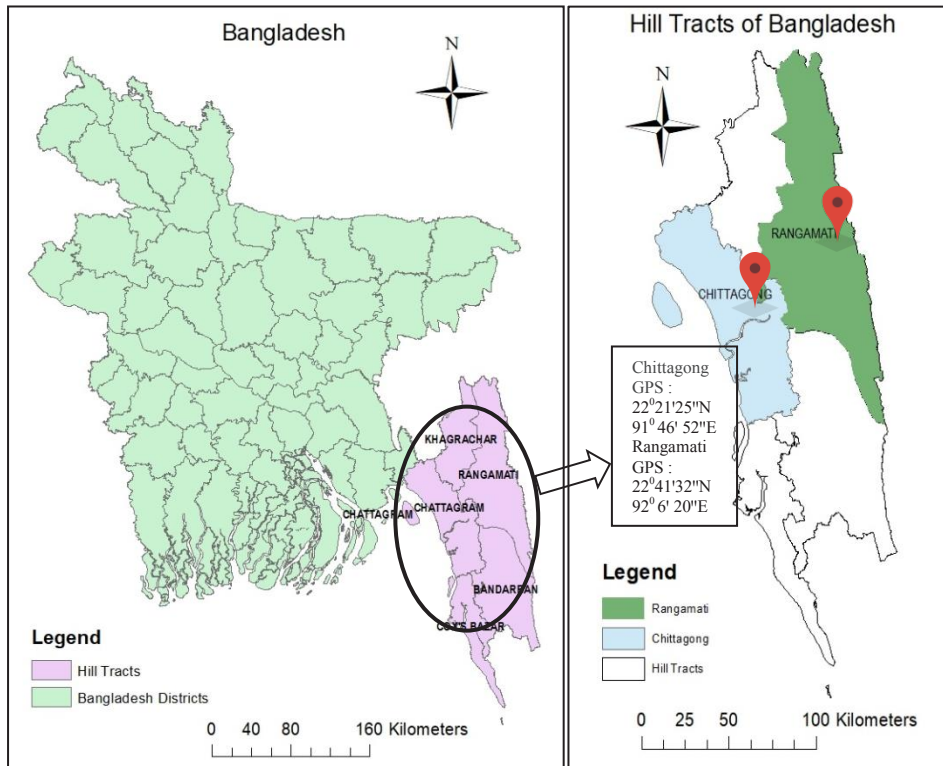 Bangladesh
N
KHAGRACHAR
RANGAMATI
CHATTAGRAM
CHATTAGRAM
BANDARBAN
COX'S BAZAR
Legend
Hill Tracts
Bangladesh Districts
0 40 80 160 Kilometers
Hill Tracts of Bangladesh
N
RANGAMATI
CHITTAGONG
Chittagong
GPS :
22⁰21'25"N
91⁰ 46' 52"E
Rangamati
GPS :
22⁰41'32"N
92⁰ 6' 20"E
Legend
Rangamati
Chittagong
Hill Tracts
0 25 50 100 Kilometers